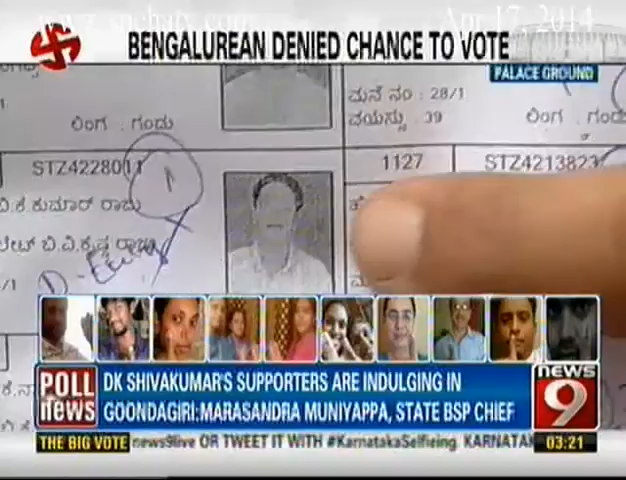 Apr 17, 2014
BENGALUREAN DENIED CHANCE TO VOTE
PALACE GROUND
ಮನೆ ನಂ : 28/1
ಲಿಂಗ : ಗಂಡು
ವಯಸ್ಸು : 39
ಲಿಂಗ : ಗಂಡು
STZ4228011
1
1127
STZ4213823
ಬಿ.ಕೆ.ಕುಮಾರ್ ರಾಜು
ಲೇಟ್ ಬಿ.ವಿ.ಕೃಷ್ಣ ರಾಜು
/1
POLL news
DK SHIVAKUMAR'S SUPPORTERS ARE INDULGING IN
GOONDAGIRI:MARASANDRA MUNIYAPPA, STATE BSP CHIEF
NEWS 9
THE BIG VOTE news9live OR TWEET IT WITH #KarnatakaSelfieing. KARNATAK 03:21